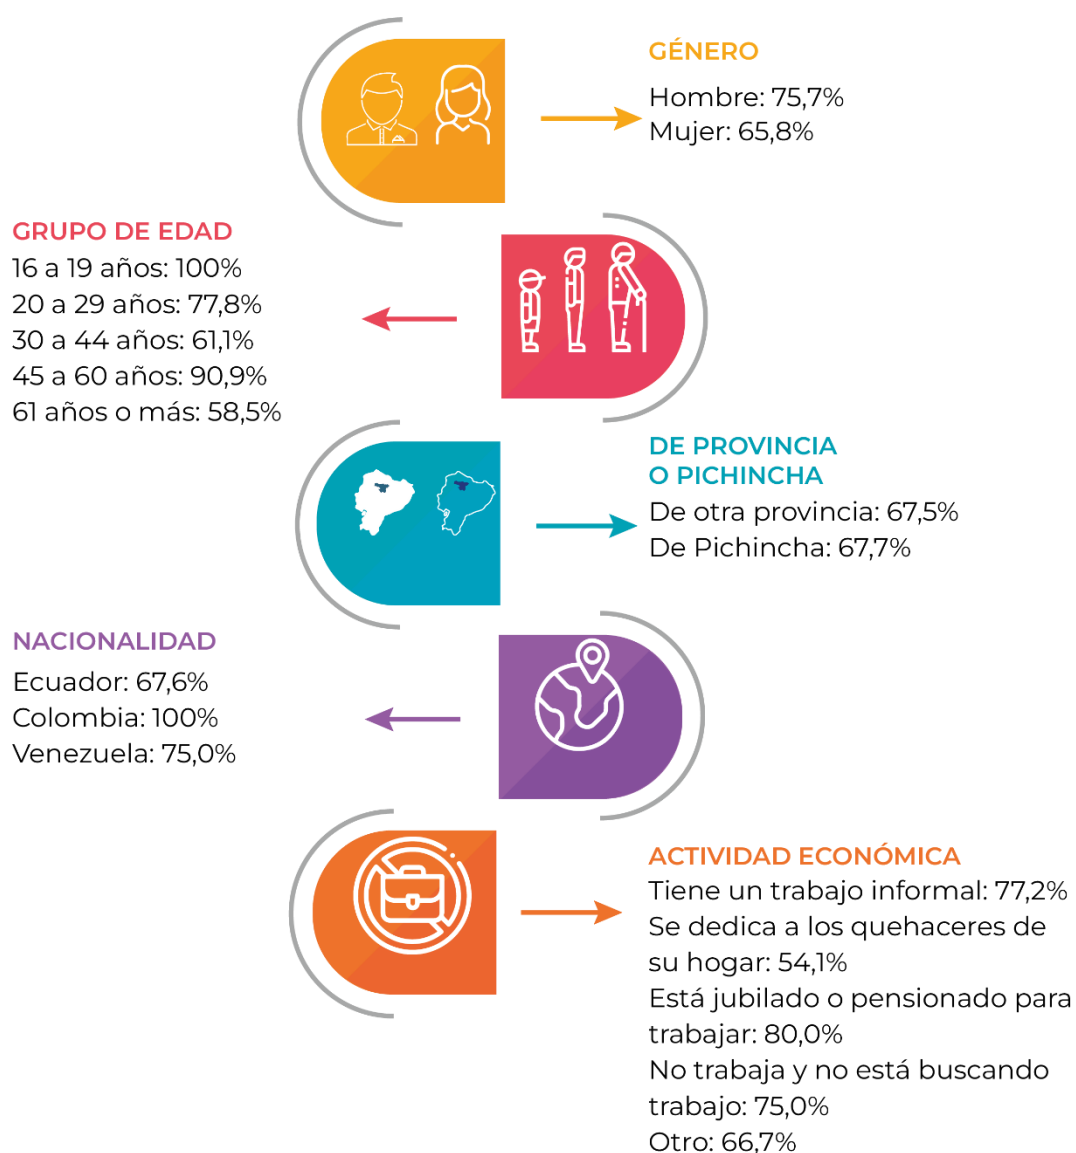 GÉNERO
Hombre: 75,7%
Mujer: 65,8%
GRUPO DE EDAD
16 a 19 años: 100%
20 a 29 años: 77,8%
30 a 44 años: 61,1%
45 a 60 años: 90,9%
61 años o más: 58,5%
DE PROVINCIA
O PICHINCHA
De otra provincia: 67,5%
De Pichincha: 67,7%
NACIONALIDAD
Ecuador: 67,6%
Colombia: 100%
Venezuela: 75,0%
ACTIVIDAD ECONÓMICA
Tiene un trabajo informal: 77,2%
Se dedica a los quehaceres de
su hogar: 54,1%
Está jubilado o pensionado para
trabajar: 80,0%
No trabaja y no está buscando
trabajo: 75,0%
Otro: 66,7%